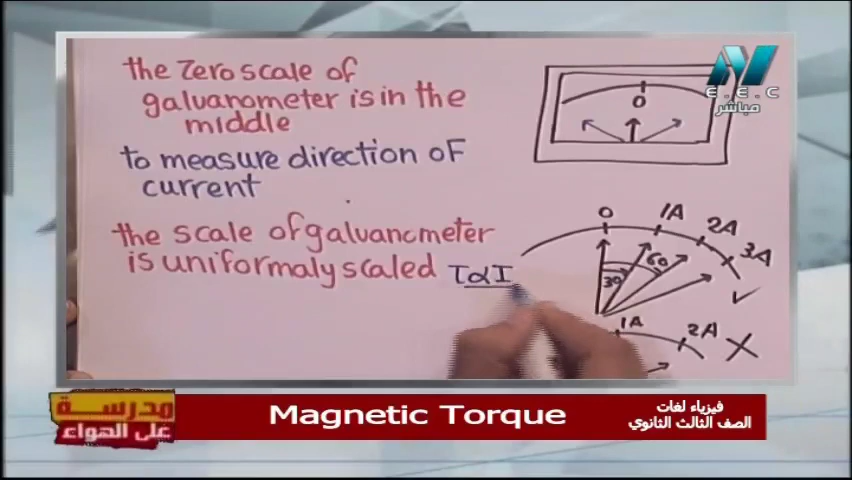 the Zero scale of
galvanometer is in the
middle
to measure direction of
current
the scale of galvanometer
is uniformaly scaled τ α I
0
0
1A
2A
3A
30
60
1A
2A
E.E.C
مباشر
مدرسة
على الهواء
Magnetic Torque
فيزياء لغات
الصف الثالث الثانوي